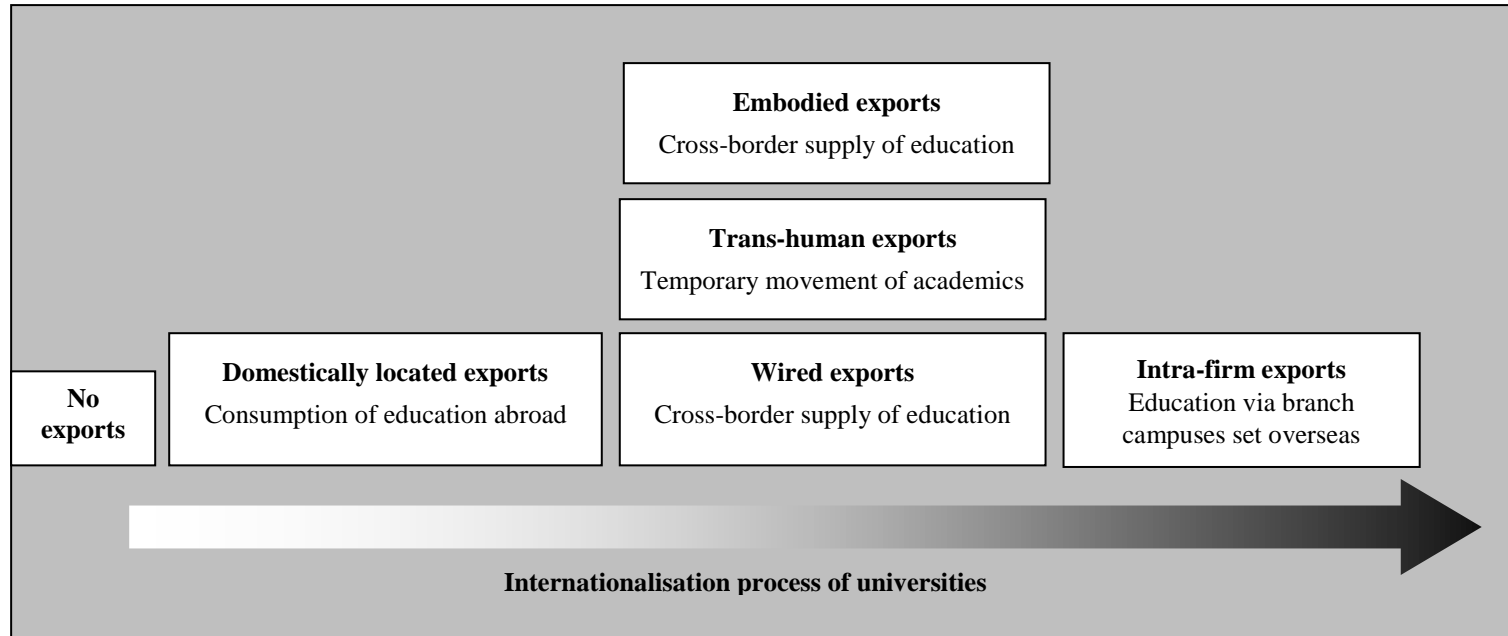 Embodied exports
Cross-border supply of education
Trans-human exports
Temporary movement of academics
No
exports
Domestically located exports
Consumption of education abroad
Wired exports
Cross-border supply of education
Intra-firm exports
Education via branch
campuses set overseas
Internationalisation process of universities